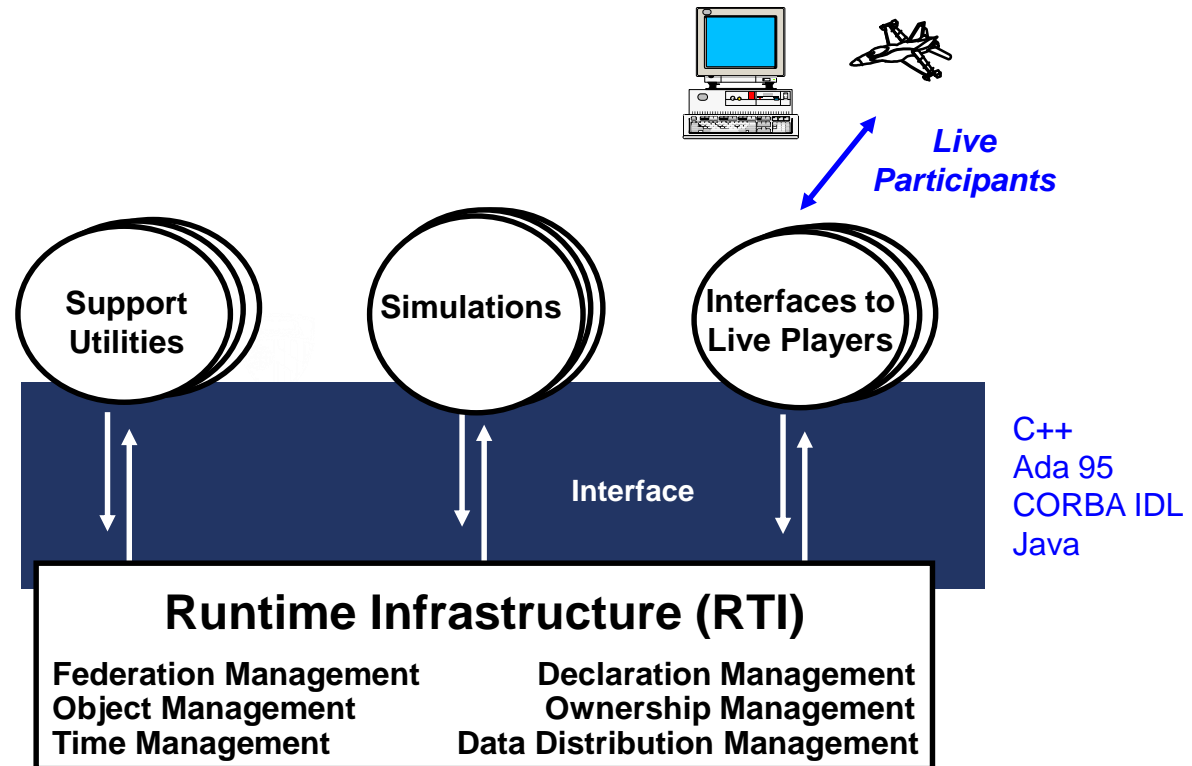 Live
Participants
Support
Utilities
Simulations
Interfaces to
Live Players
Interface
C++
Ada 95
CORBA IDL
Java
Runtime Infrastructure (RTI)
Federation Management Declaration Management
Object Management Ownership Management
Time Management Data Distribution Management